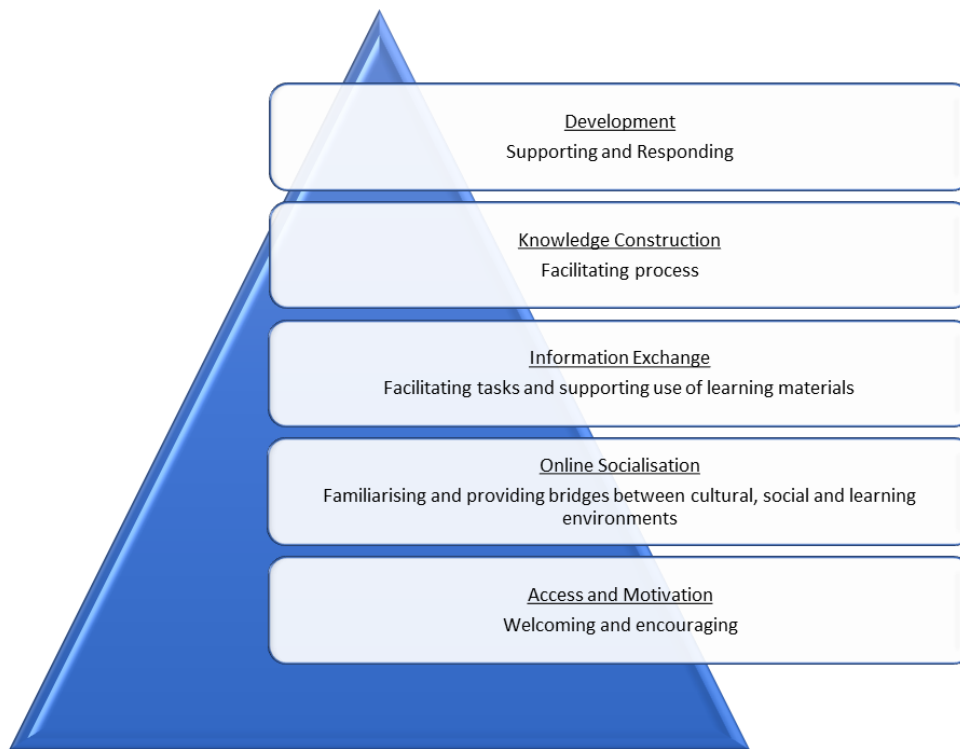 Development
Supporting and Responding
Knowledge Construction
Facilitating process
Information Exchange
Facilitating tasks and supporting use of learning materials
Online Socialisation
Familiarising and providing bridges between cultural, social and learning
environments
Access and Motivation
Welcoming and encouraging